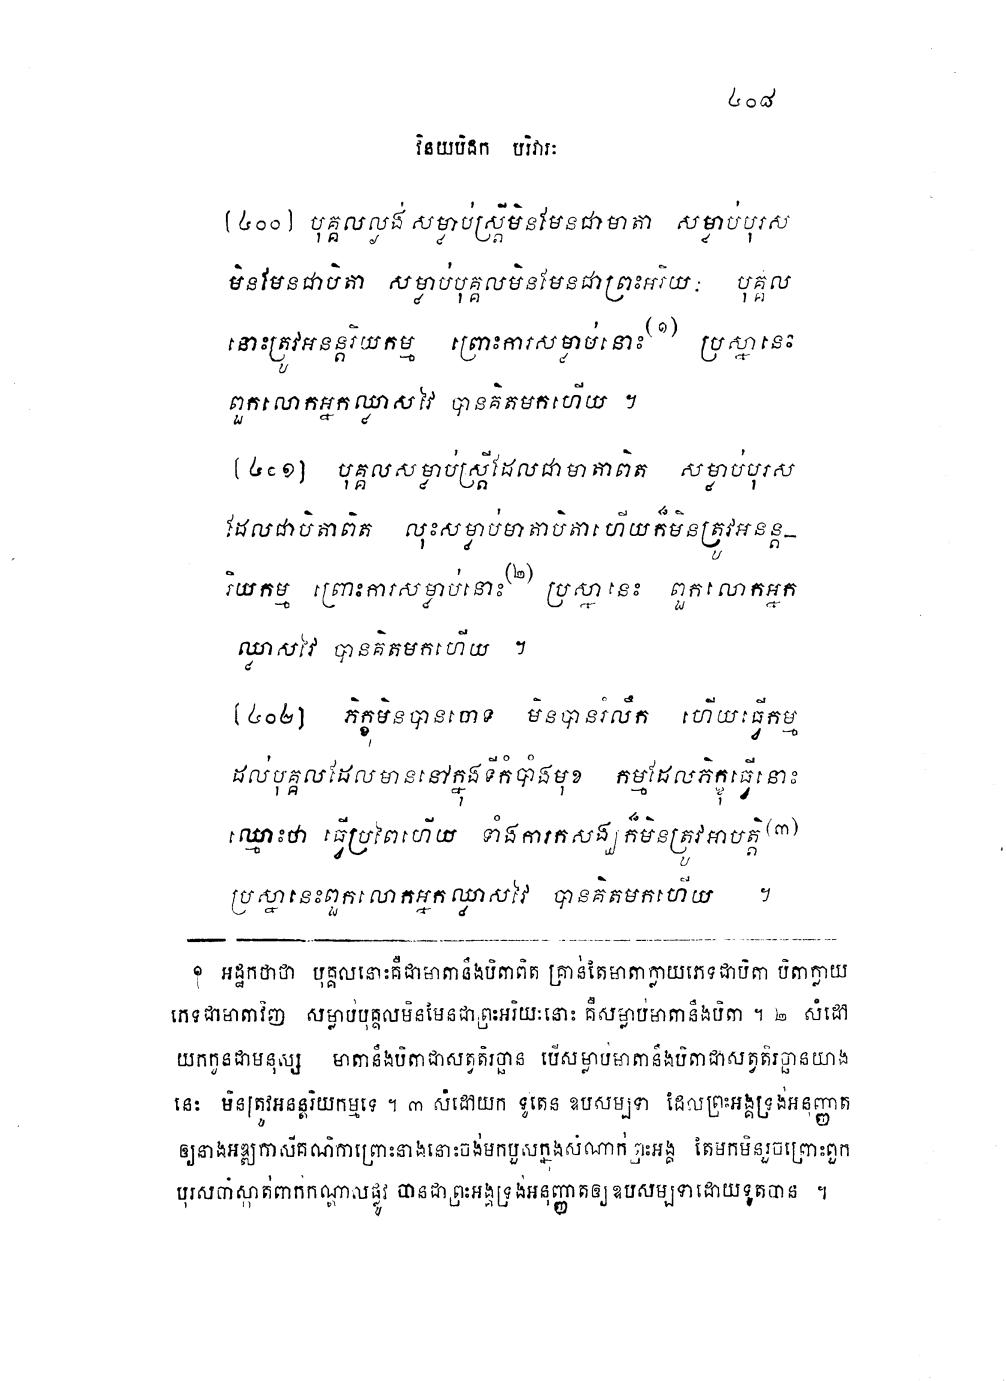 ៤០៨
វិនយបិដក បរិវារៈ
(៤០០) បុគ្គលល្ងង់ សម្លាប់ស្ត្រីមិនមែនជាមាតា សម្លាប់បុរស
មិនមែនជាបិតា សម្លាប់បុគ្គលមិនមែនជាព្រះអរិយៈ បុគ្គល
នោះត្រូវអនន្តរិយកម្ម ព្រោះការសម្លាប់នោះ(១) ប្រស្នានេះ
ពួកលោកអ្នកឈ្លាសវៃ បានគិតមកហើយ ។
(៤០១) បុគ្គលសម្លាប់ស្ត្រីដែលជាមាតាពិត សម្លាប់បុរស
ដែលជាបិតាពិត លុះសម្លាប់មាតាបិតាហើយក៏មិនត្រូវអនន្ត-
រិយកម្ម ព្រោះការសម្លាប់នោះ(២) ប្រស្នានេះ ពួកលោកអ្នក
ឈ្លាសវៃ បានគិតមកហើយ ។
(៤០២) ភិក្ខុមិនបានចោទ មិនបានរំលឹក ហើយធ្វើកម្ម
ដល់បុគ្គលដែលមាននៅក្នុងទីកំបាំងមុខ កម្មដែលភិក្ខុធ្វើនោះ
ឈ្មោះថា ធ្វើប្រពៃហើយ ទាំងការកសង្ឃ ក៏មិនត្រូវអាបត្តិ(៣)
ប្រស្នានេះពួកលោកអ្នកឈ្លាសវៃ បានគិតមកហើយ ។
១ អដ្ឋកថាថា បុគ្គលនោះគឺជាមាតានឹងបិតាពិត គ្រាន់តែមាតាក្លាយភេទជាបិតា បិតាក្លាយ
ភេទជាមាតាវិញ សម្លាប់បុគ្គលមិនមែនជាព្រះអរិយៈនោះ គឺសម្លាប់មាតានឹងបិតា ។ ២ សំដៅ
យកកូនជាមនុស្ស មាតានឹងបិតាជាសត្វតិរច្ឆាន បើសម្លាប់មាតានឹងបិតាជាសត្វតិរច្ឆានយាង
នេះ មិនត្រូវអនន្តរិយកម្មទេ ។ ៣ សំដៅយក ទូតេន ឧបសម្បទា ដែលព្រះអង្គទ្រង់អនុញ្ញាត
ឲ្យនាងអឌ្ឍកាសីគណិកាព្រោះនាងនោះចង់មកបួសក្នុងសំណាក់ព្រះអង្គ តែមកមិនរួចព្រោះពួក
បុរសចាំស្កាត់ពាក់កណ្តាលផ្លូវ បានជាព្រះអង្គទ្រង់អនុញ្ញាតឲ្យឧបសម្បទាដោយទូតបាន ។